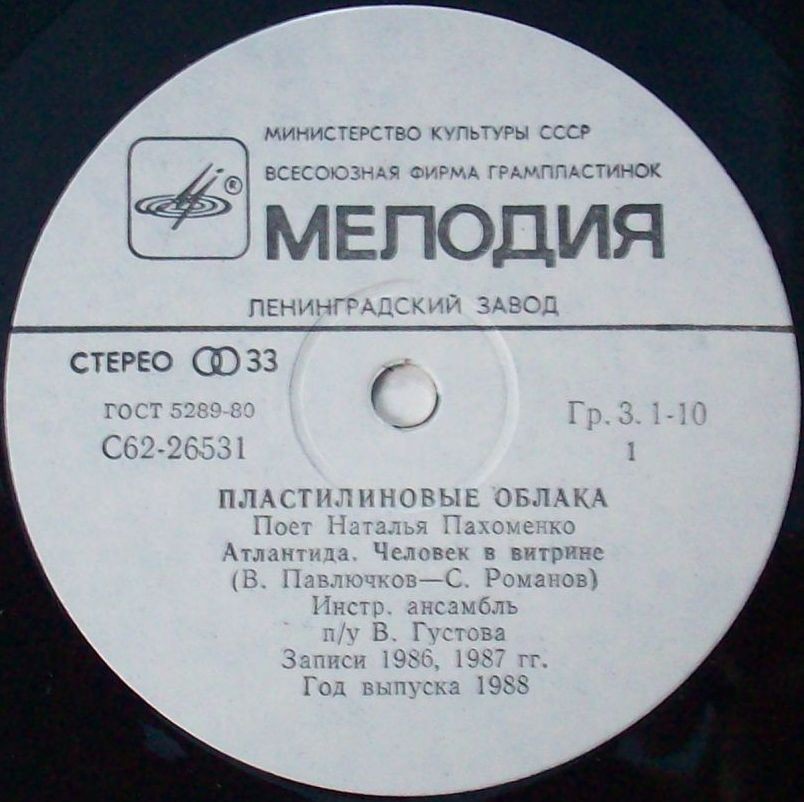 МИНИСТЕРСТВО КУЛЬТУРЫ СССР
ВСЕСОЮЗНАЯ ФИРМА ГРАМПЛАСТИНОК
®
МЕЛОДИЯ
ЛЕНИНГРАДСКИЙ ЗАВОД
СТЕРЕО 33
ГОСТ 5289-80
Гр. 3. 1-10
С62-26531
1
ПЛАСТИЛИНОВЫЕ ОБЛАКА
Поет Наталья Пахоменко
Атлантида. Человек в витрине
(В. Павлючков—С. Романов)
Инстр. ансамбль
п/у В. Густова
Записи 1986, 1987 гг.
Год выпуска 1988